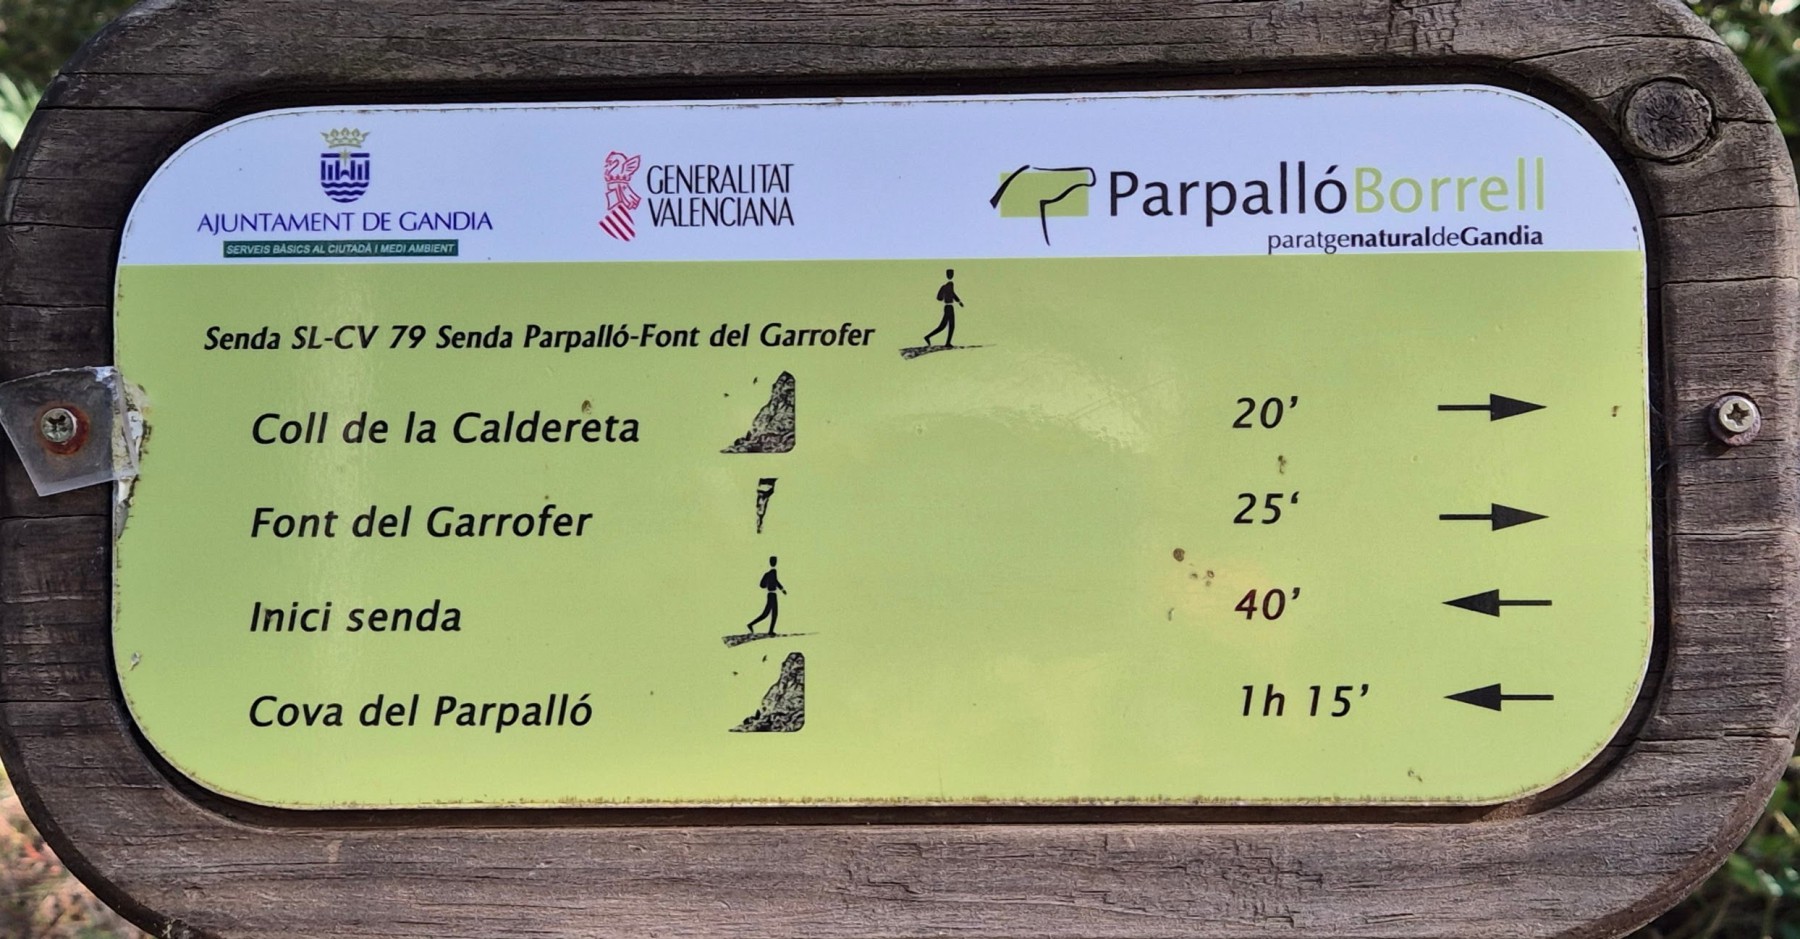 AJUNTAMENT DE GANDIA
SERVEIS BÀSICS AL CIUTADÀ I MEDI AMBIENT
GENERALITAT
VALENCIANA
ParpallóBorrell
paratgenaturaldeGandia
Senda SL-CV 79 Senda Parpalló-Font del Garrofer
Coll de la Caldereta 20’
Font del Garrofer 25‘
Inici senda 40’
Cova del Parpalló 1h 15’